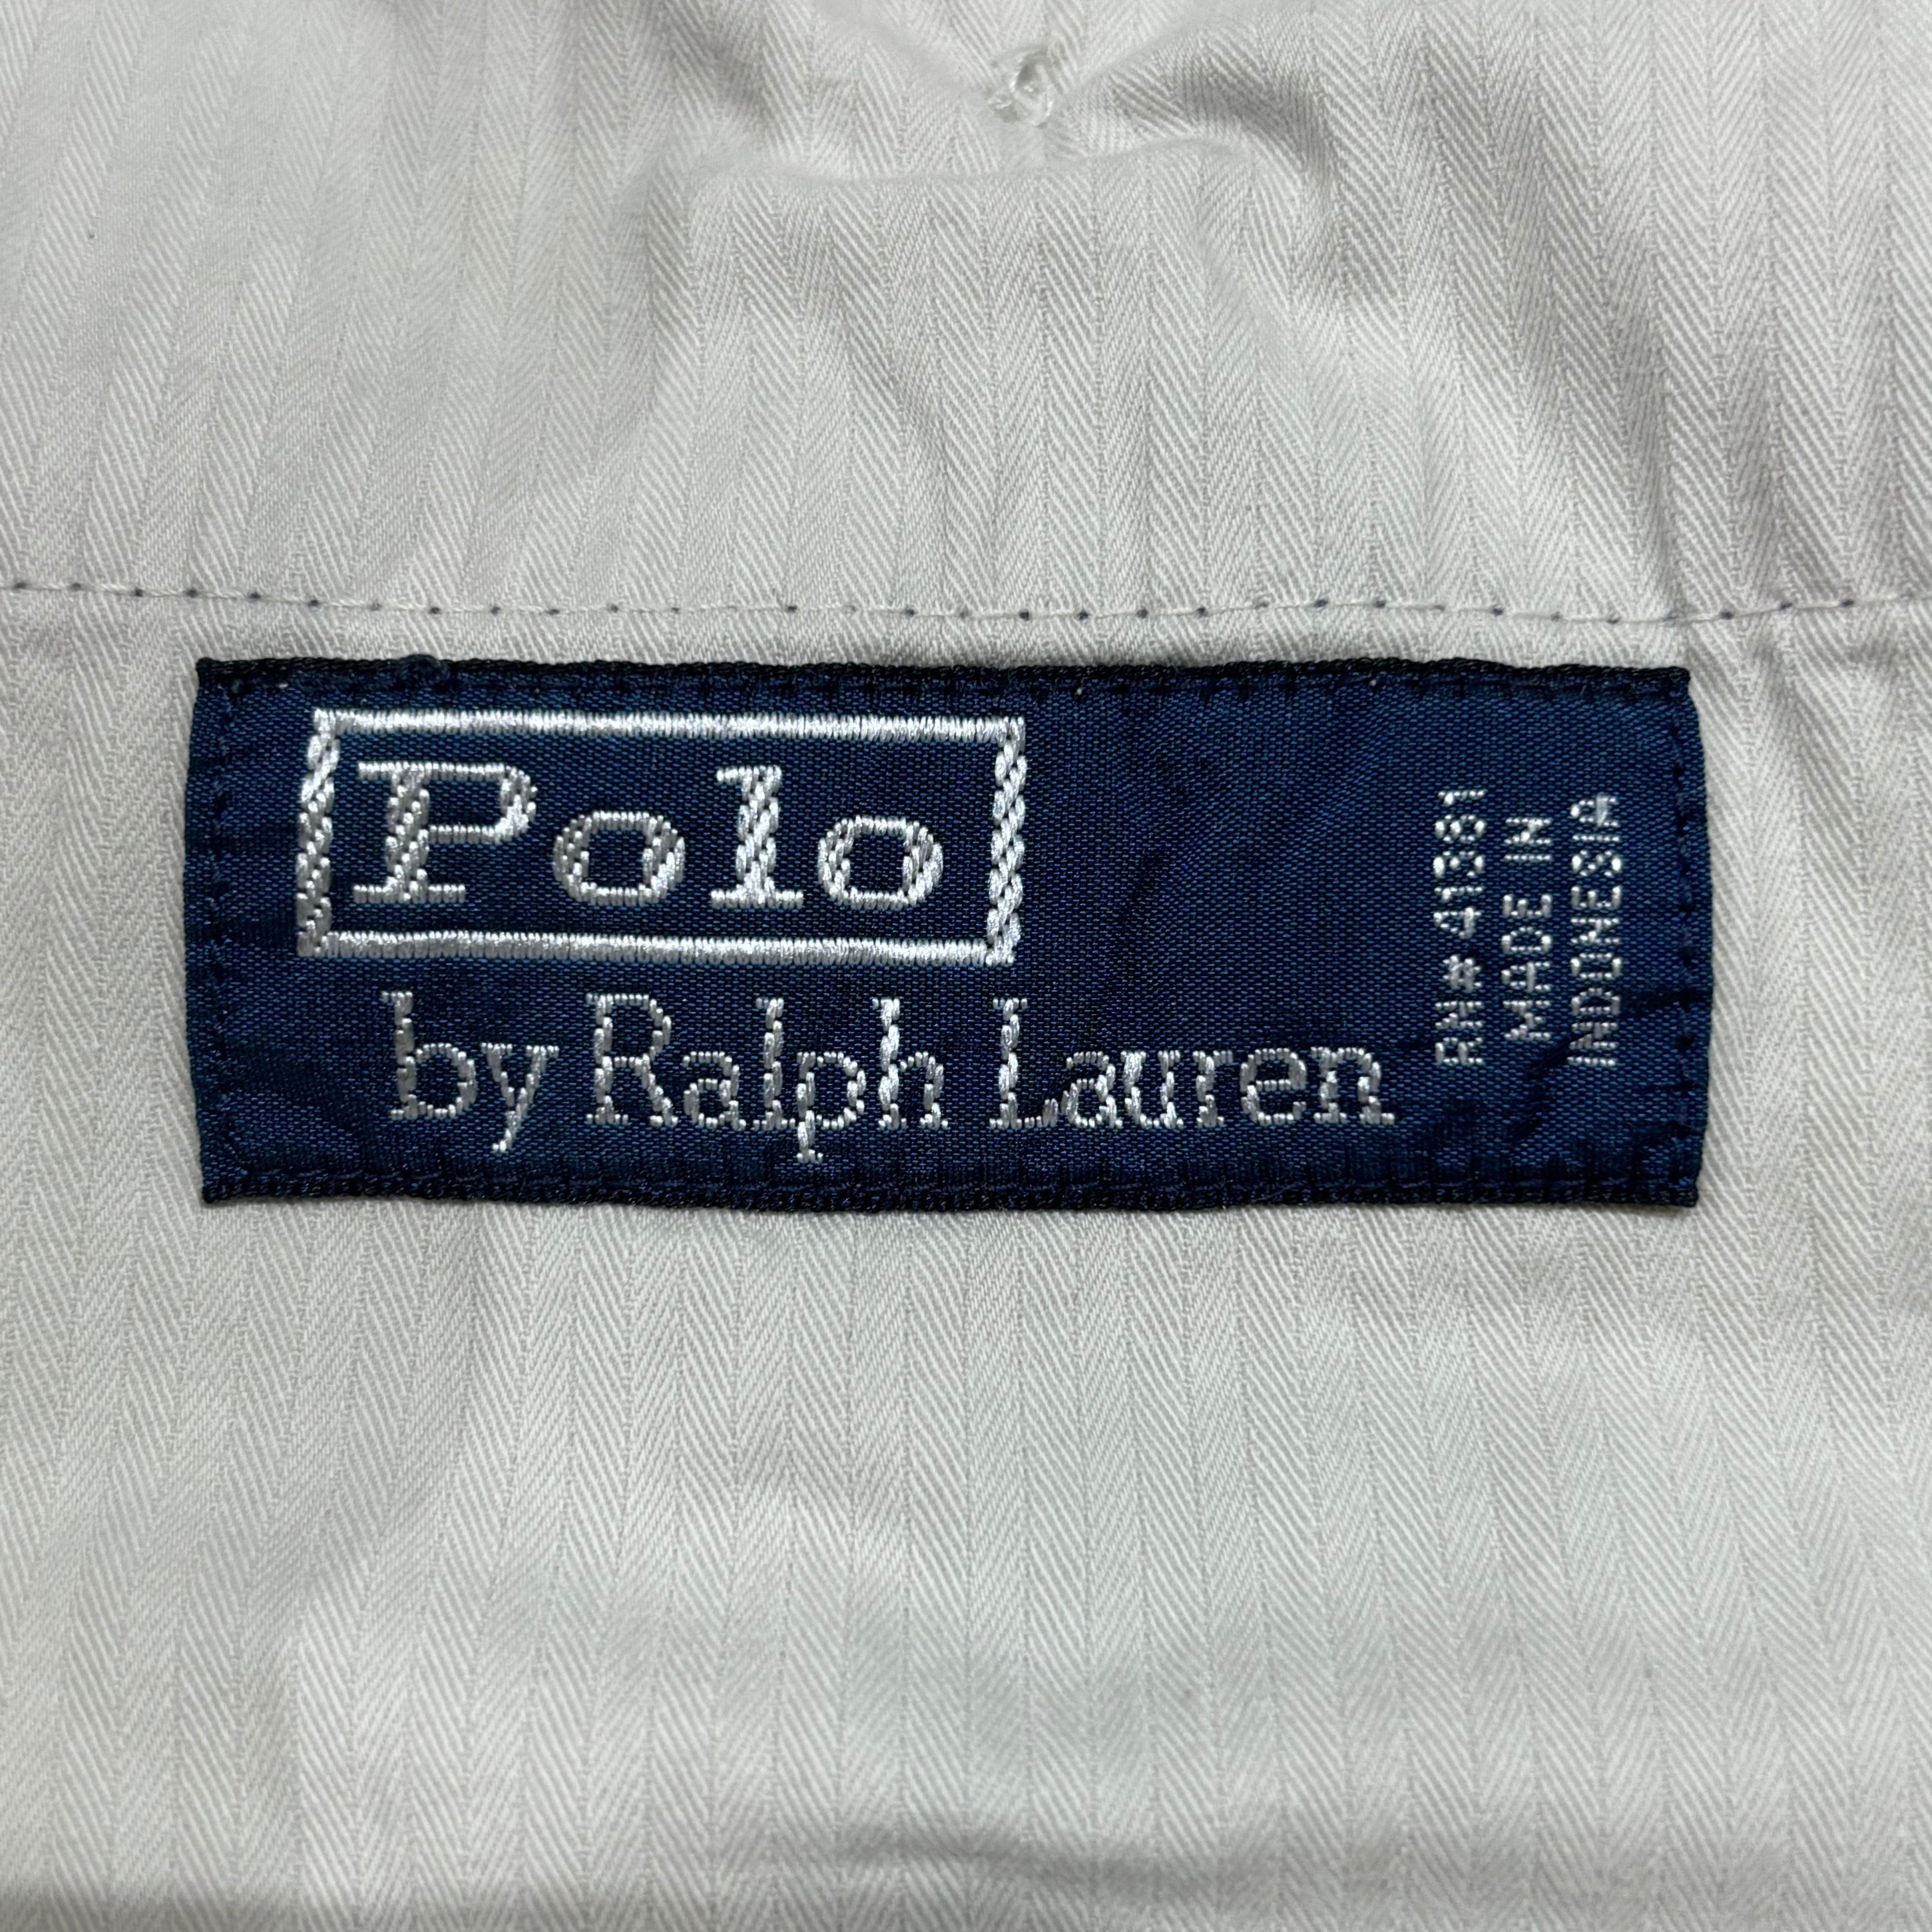 Polo
by Ralph Lauren
RN# 41381
MADE IN
INDONESIA